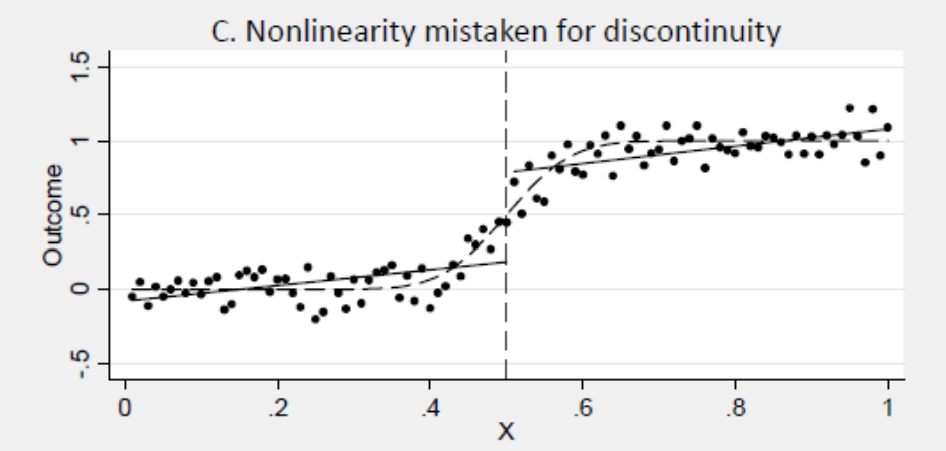 C. Nonlinearity mistaken for discontinuity
1.5
1
.5
0
-.5
Outcome
0 .2 .4 .6 .8 1
X